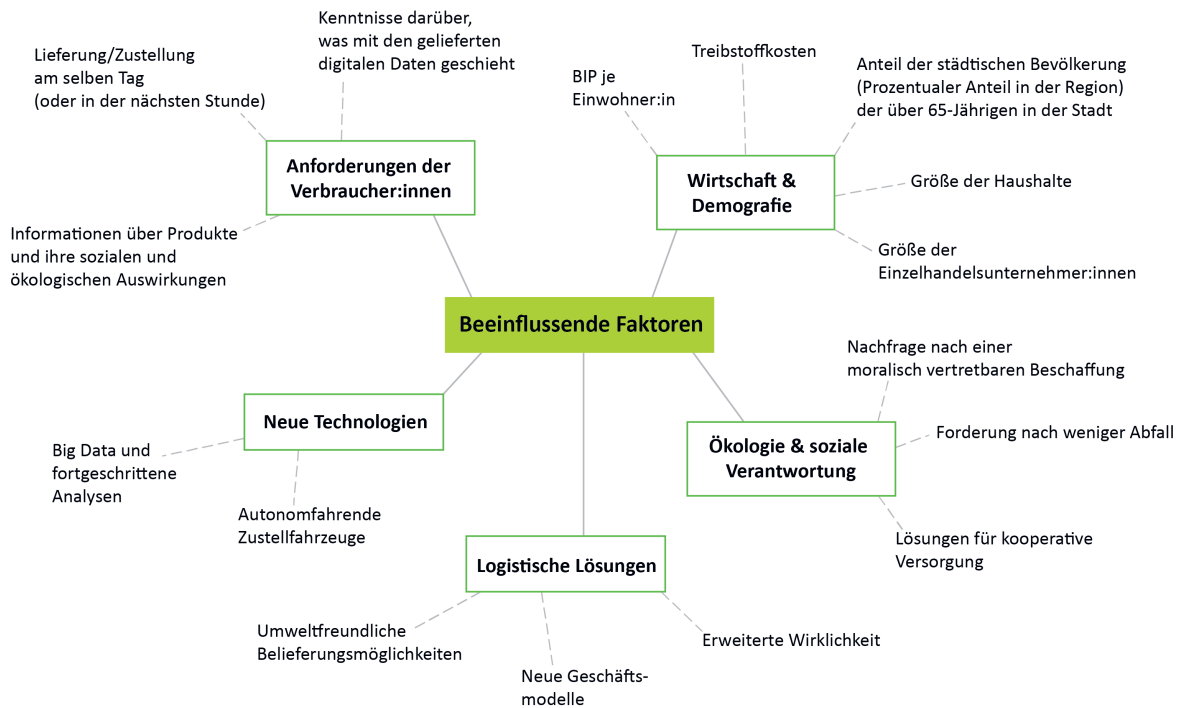 Kenntnisse darüber,
was mit den gelieferten
digitalen Daten geschieht
Lieferung/Zustellung
am selben Tag
(oder in der nächsten Stunde)
Anforderungen der
Verbraucher:innen
Informationen über Produkte
und ihre sozialen und
ökologischen Auswirkungen
Treibstoffkosten
BIP je
Einwohner:in
Anteil der städtischen Bevölkerung
(Prozentualer Anteil in der Region)
der über 65-Jährigen in der Stadt
Wirtschaft &
Demografie
Größe der Haushalte
Größe der
Einzelhandelsunternehmer:innen
Beeinflussende Faktoren
Neue Technologien
Big Data und
fortgeschrittene
Analysen
Autonomfahrende
Zustellfahrzeuge
Nachfrage nach einer
moralisch vertretbaren Beschaffung
Ökologie & soziale
Verantwortung
Forderung nach weniger Abfall
Lösungen für kooperative
Versorgung
Logistische Lösungen
Umweltfreundliche
Belieferungsmöglichkeiten
Neue Geschäfts-
modelle
Erweiterte Wirklichkeit